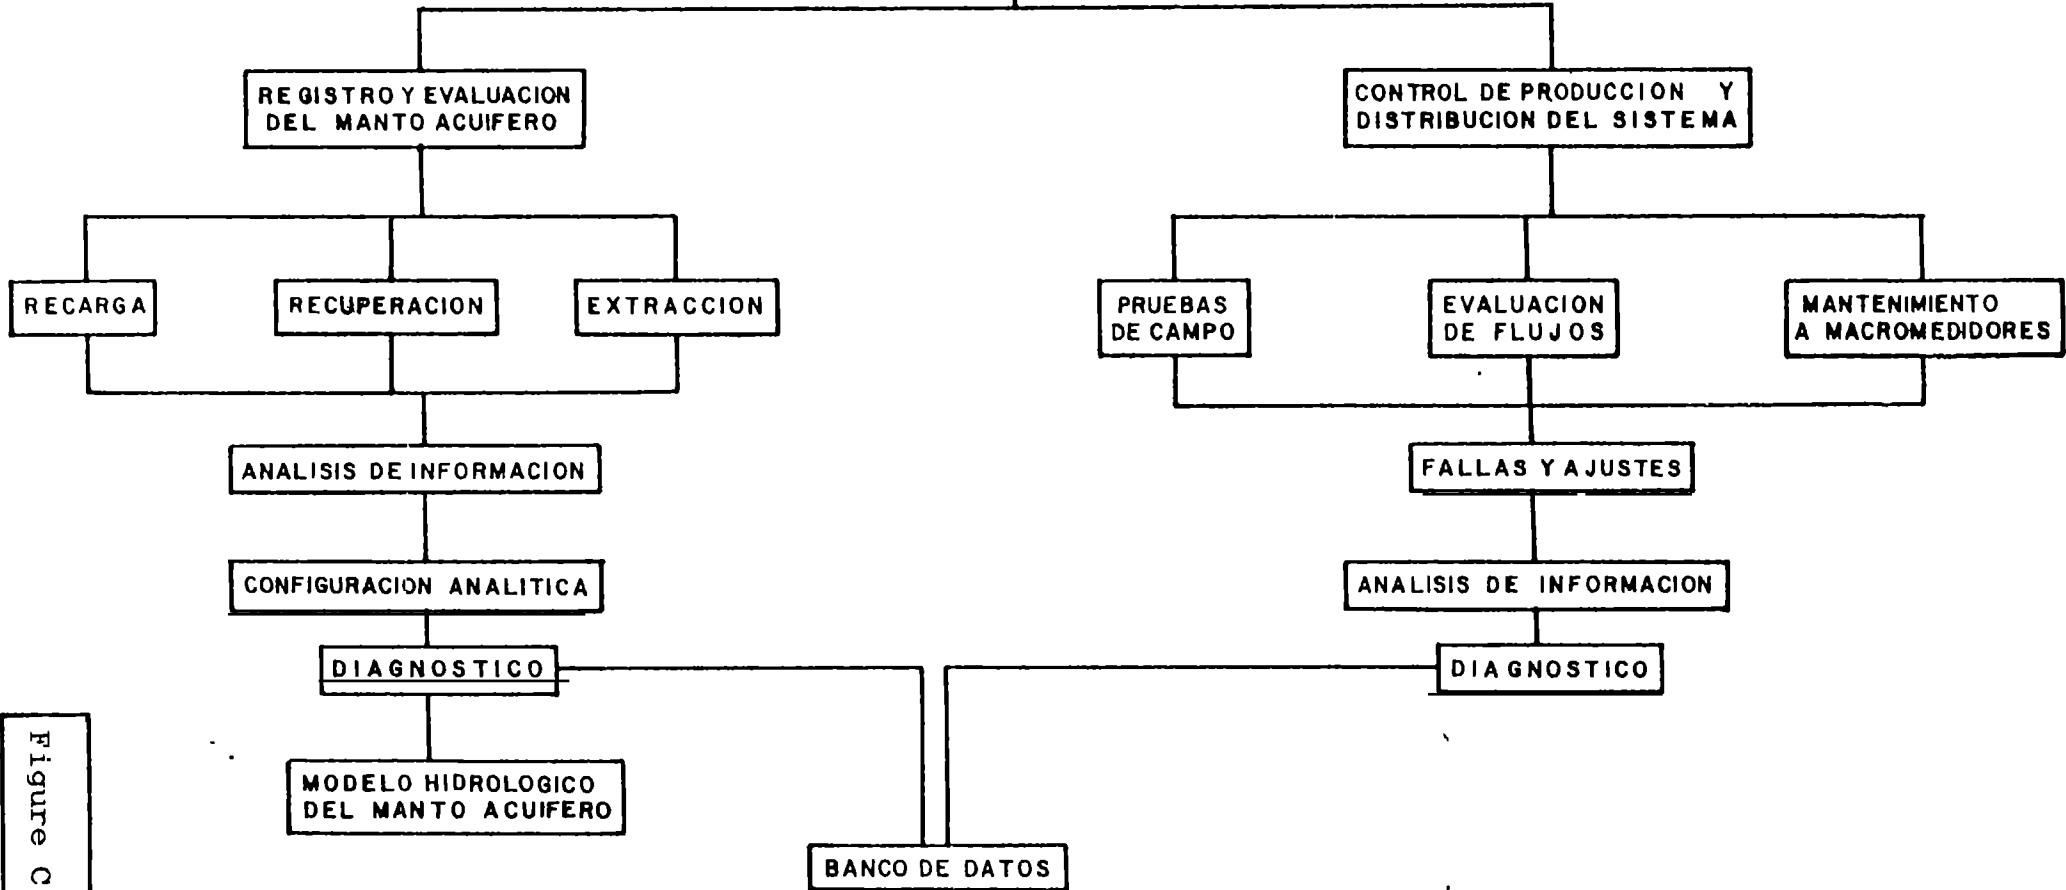 REGISTRO Y EVALUACION
DEL MANTO ACUIFERO
CONTROL DE PRODUCCION Y
DISTRIBUCION DEL SISTEMA
RECARGA
RECUPERACION
EXTRACCION
PRUEBAS
DE CAMPO
EVALUACION
DE FLUJOS
MANTENIMIENTO
A MACROMEDIDORES
ANALISIS DE INFORMACION
FALLAS Y AJUSTES
CONFIGURACION ANALITICA
ANALISIS DE INFORMACION
DIAGNOSTICO
DIAGNOSTICO
MODELO HIDROLOGICO
DEL MANTO ACUIFERO
BANCO DE DATOS
Figure C